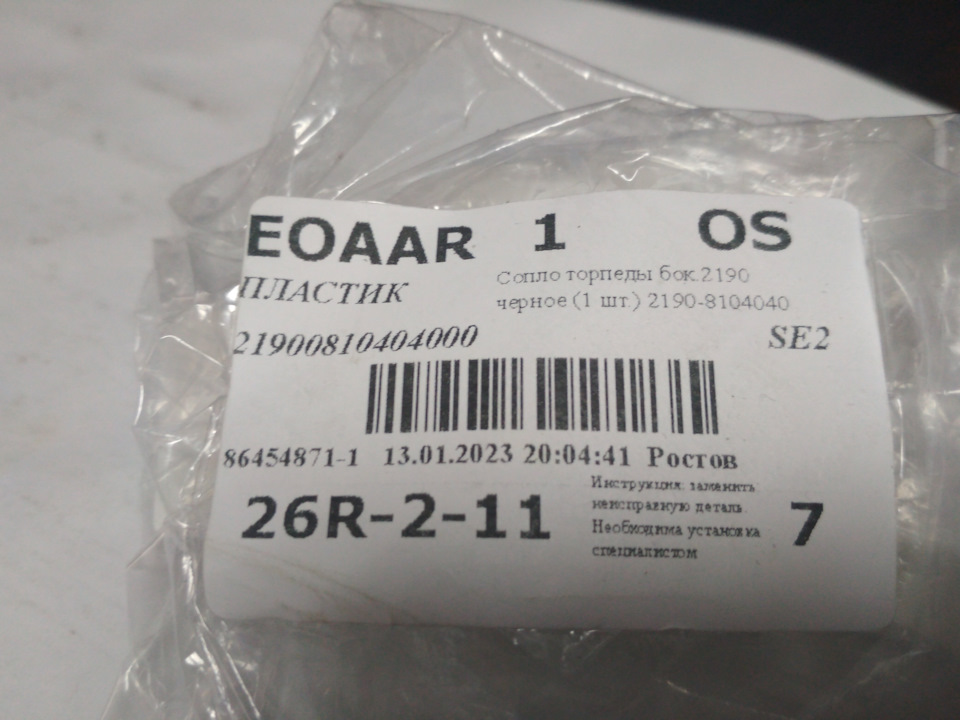 EOAAR 1 OS
ПЛАСТИК
Сопло торпеды бок.2190
черное (1 шт.) 2190-8104040
21900810404000
SE2
86454871-1 13.01.2023 20:04:41 Ростов
26R-2-11
Инструкция: заменить
неисправную деталь.
Необходима установка
специалистом
7